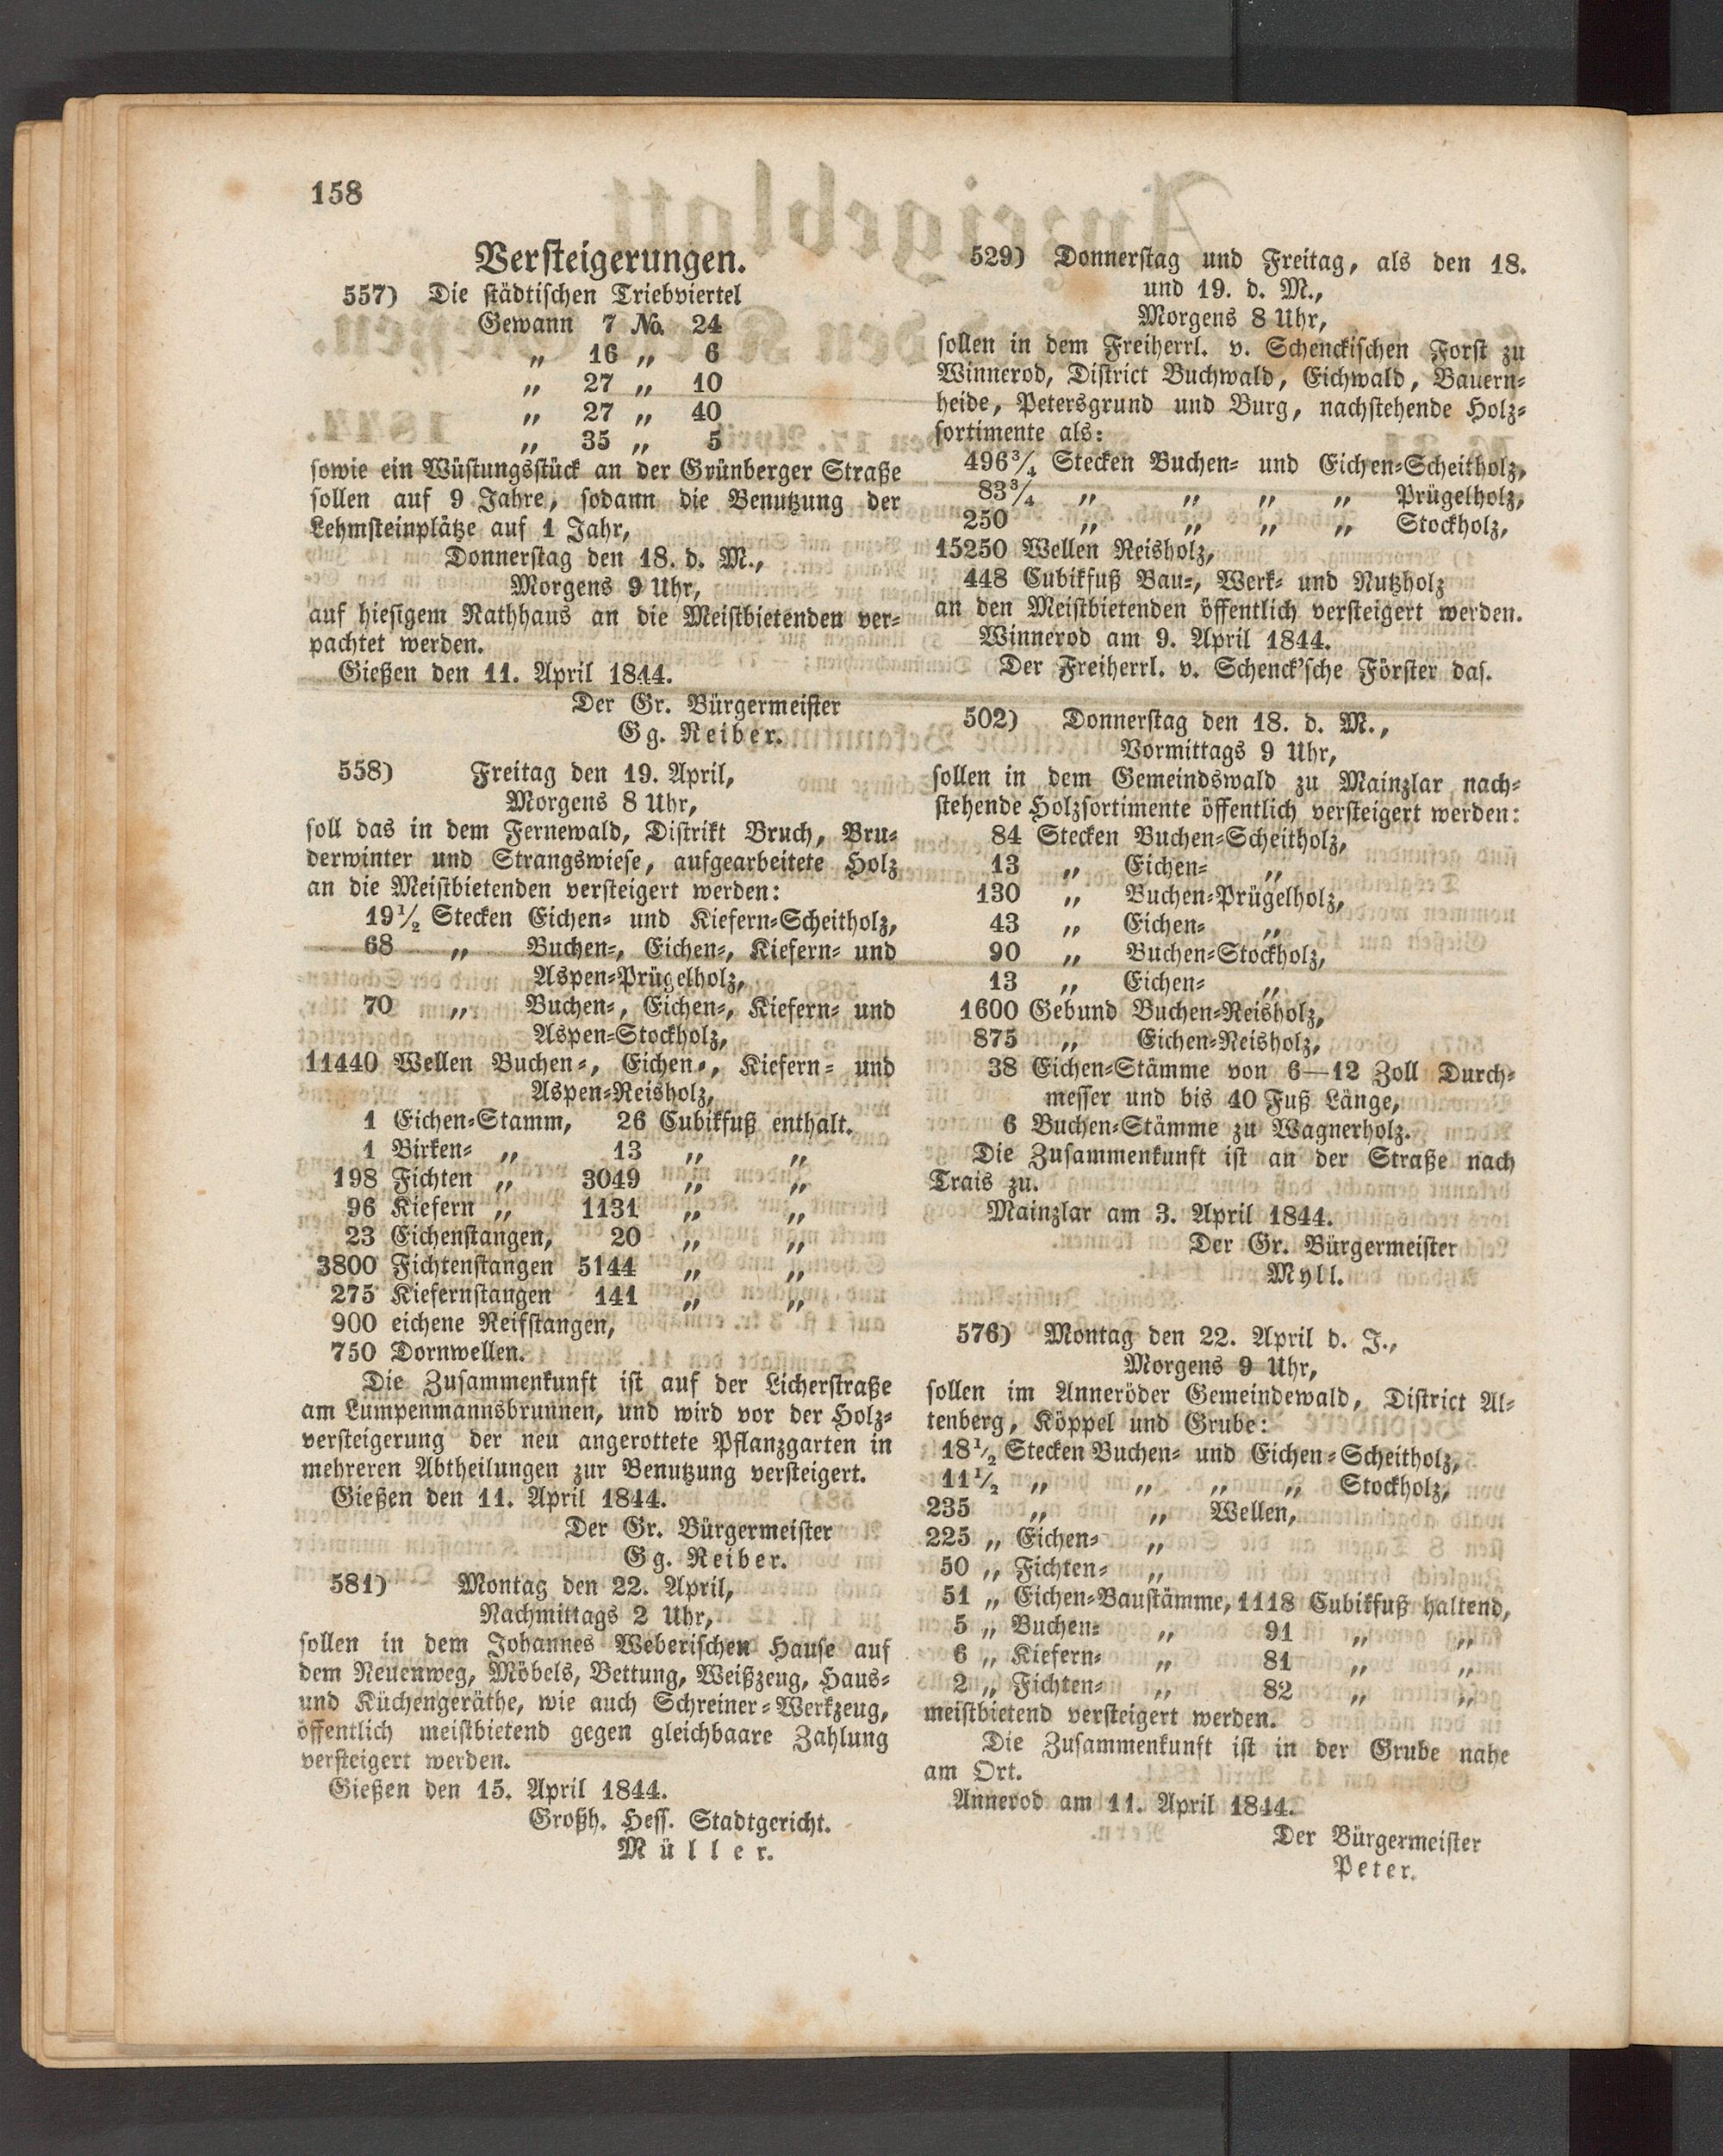 158
Versteigerungen.
557) Die städtischen Triebviertel
Gewann 7 No. 24
„ 16 „ 6
„ 27 „ 10
„ 27 „ 40
„ 35 „ 5
sowie ein Wüstungsstück an der Grünberger Straße
sollen auf 9 Jahre, sodann die Benutzung der
Lehmsteinplätze auf 1 Jahr,
Donnerstag den 18. d. M.,
Morgens 9 Uhr,
auf hiesigem Rathhaus an die Meistbietenden ver-
pachtet werden.
Gießen den 11. April 1844.
Der Gr. Bürgermeister
Gg. Reiber.
558) Freitag den 19. April,
Morgens 8 Uhr,
soll das in dem Fernewald, Distrikt Bruch, Bru-
derwinter und Strangswiese, aufgearbeitete Holz
an die Meistbietenden versteigert werden:
19 1/2 Stecken Eichen- und Kiefern-Scheitholz,
68 „ Buchen-, Eichen-, Kiefern- und
Aspen-Prügelholz,
70 „ Buchen-, Eichen-, Kiefern- und
Aspen-Stockholz,
11440 Wellen Buchen-, Eichen-, Kiefern- und
Aspen-Reisholz,
1 Eichen-Stamm, 26 Cubikfuß enthalt.
1 Birken- „ 13 „ „
198 Fichten „ 3049 „ „
96 Kiefern „ 1131 „ „
23 Eichenstangen, 20 „ „
3800 Fichtenstangen 5144 „ „
275 Kiefernstangen 141 „ „
900 eichene Reifstangen,
750 Dornwellen.
Die Zusammenkunft ist auf der Licherstraße
am Lumpenmannsbrunnen, und wird vor der Holz-
versteigerung der neu angerottete Pflanzgarten in
mehreren Abtheilungen zur Benutzung versteigert.
Gießen den 11. April 1844.
Der Gr. Bürgermeister
Gg. Reiber.
581) Montag den 22. April,
Nachmittags 2 Uhr,
sollen in dem Johannes Weberischen Hause auf
dem Neuenweg, Möbels, Bettung, Weißzeug, Haus-
und Küchengeräthe, wie auch Schreiner-Werkzeug,
öffentlich meistbietend gegen gleichbaare Zahlung
versteigert werden.
Gießen den 15. April 1844.
Großh. Hess. Stadtgericht.
Müller.
529) Donnerstag und Freitag, als den 18.
und 19. d. M.,
Morgens 8 Uhr,
sollen in dem Freiherrl. v. Schenckischen Forst zu
Winnerod, District Buchwald, Eichwald, Bauern-
heide, Petersgrund und Burg, nachstehende Holz-
sortimente als:
496 3/4 Stecken Buchen- und Eichen-Scheitholz,
83 3/4 „ „ „ „ Prügelholz,
250 „ „ „ „ Stockholz,
15250 Wellen Reisholz,
448 Cubikfuß Bau-, Werk- und Nutzholz
an den Meistbietenden öffentlich versteigert werden.
Winnerod am 9. April 1844.
Der Freiherrl. v. Schenck'sche Förster das.
502) Donnerstag den 18. d. M.,
Vormittags 9 Uhr,
sollen in dem Gemeindswald zu Mainzlar nach-
stehende Holzsortimente öffentlich versteigert werden:
84 Stecken Buchen-Scheitholz,
13 „ Eichen- „
130 „ Buchen-Prügelholz,
43 „ Eichen- „
90 „ Buchen-Stockholz,
13 „ Eichen- „
1600 Gebund Buchen-Reisholz,
875 „ Eichen-Reisholz,
38 Eichen-Stämme von 6—12 Zoll Durch-
messer und bis 40 Fuß Länge,
6 Buchen-Stämme zu Wagnerholz.
Die Zusammenkunft ist an der Straße nach
Trais zu.
Mainzlar am 3. April 1844.
Der Gr. Bürgermeister
Myll.
576) Montag den 22. April d. J.,
Morgens 9 Uhr,
sollen im Anneröder Gemeindewald, District Al-
tenberg, Köppel und Grube:
18 1/2 Stecken Buchen- und Eichen-Scheitholz,
11 1/2 „ „ „ „ Stockholz,
235 „ „ Wellen,
225 „ Eichen- „
50 „ Fichten- „
51 „ Eichen-Baustämme, 1118 Cubikfuß haltend,
5 „ Buchen- „ 91 „ „
6 „ Kiefern- „ 81 „ „
2 „ Fichten- „ 82 „ „
meistbietend versteigert werden.
Die Zusammenkunft ist in der Grube nahe
am Ort.
Annerod am 11. April 1844.
Der Bürgermeister
Peter.